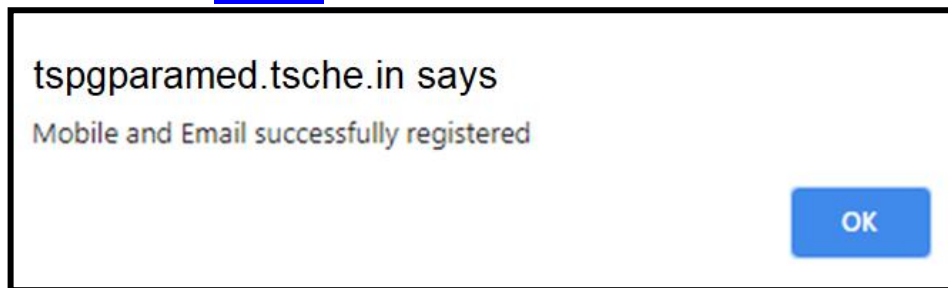 tspgparamed.tsche.in says
Mobile and Email successfully registered
OK